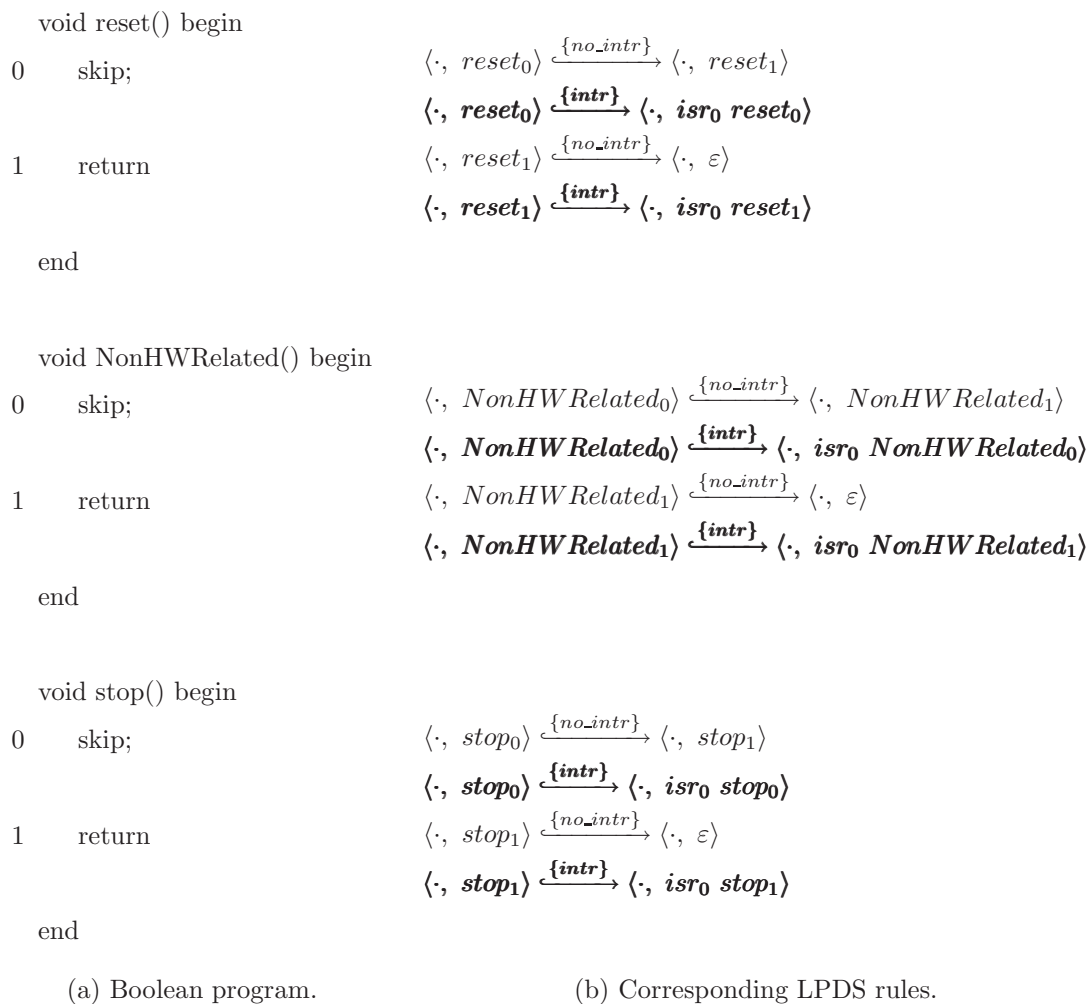 void reset() begin
0 skip; ⟨·, reset₀⟩ ↪{no_intr}→ ⟨·, reset₁⟩
⟨·, reset₀⟩ ↪{intr}→ ⟨·, isr₀ reset₀⟩
1 return ⟨·, reset₁⟩ ↪{no_intr}→ ⟨·, ε⟩
⟨·, reset₁⟩ ↪{intr}→ ⟨·, isr₀ reset₁⟩
end
void NonHWRelated() begin
0 skip; ⟨·, NonHWRelated₀⟩ ↪{no_intr}→ ⟨·, NonHWRelated₁⟩
⟨·, NonHWRelated₀⟩ ↪{intr}→ ⟨·, isr₀ NonHWRelated₀⟩
1 return ⟨·, NonHWRelated₁⟩ ↪{no_intr}→ ⟨·, ε⟩
⟨·, NonHWRelated₁⟩ ↪{intr}→ ⟨·, isr₀ NonHWRelated₁⟩
end
void stop() begin
0 skip; ⟨·, stop₀⟩ ↪{no_intr}→ ⟨·, stop₁⟩
⟨·, stop₀⟩ ↪{intr}→ ⟨·, isr₀ stop₀⟩
1 return ⟨·, stop₁⟩ ↪{no_intr}→ ⟨·, ε⟩
⟨·, stop₁⟩ ↪{intr}→ ⟨·, isr₀ stop₁⟩
end
(a) Boolean program. (b) Corresponding LPDS rules.